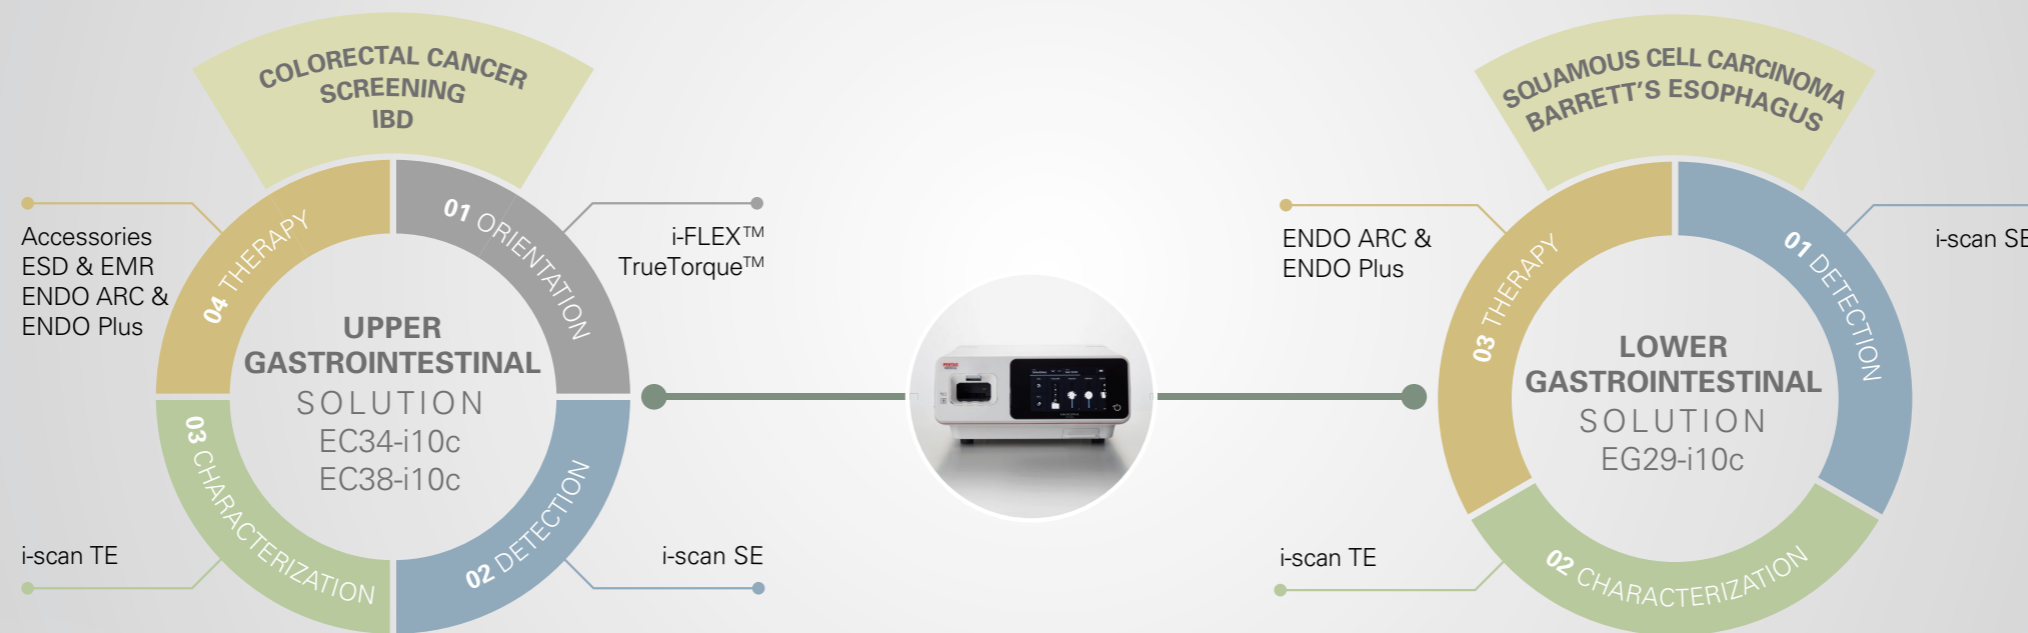 COLORECTAL CANCER
SCREENING
IBD
01 ORIENTATION
i-FLEX™
TrueTorque™
02 DETECTION
i-scan SE
03 CHARACTERIZATION
i-scan TE
04 THERAPY
Accessories
ESD & EMR
ENDO ARC &
ENDO Plus
UPPER
GASTROINTESTINAL
SOLUTION
EC34-i10c
EC38-i10c
SQUAMOUS CELL CARCINOMA
BARRETT'S ESOPHAGUS
01 DETECTION
i-scan SE
02 CHARACTERIZATION
i-scan TE
03 THERAPY
ENDO ARC &
ENDO Plus
LOWER
GASTROINTESTINAL
SOLUTION
EG29-i10c